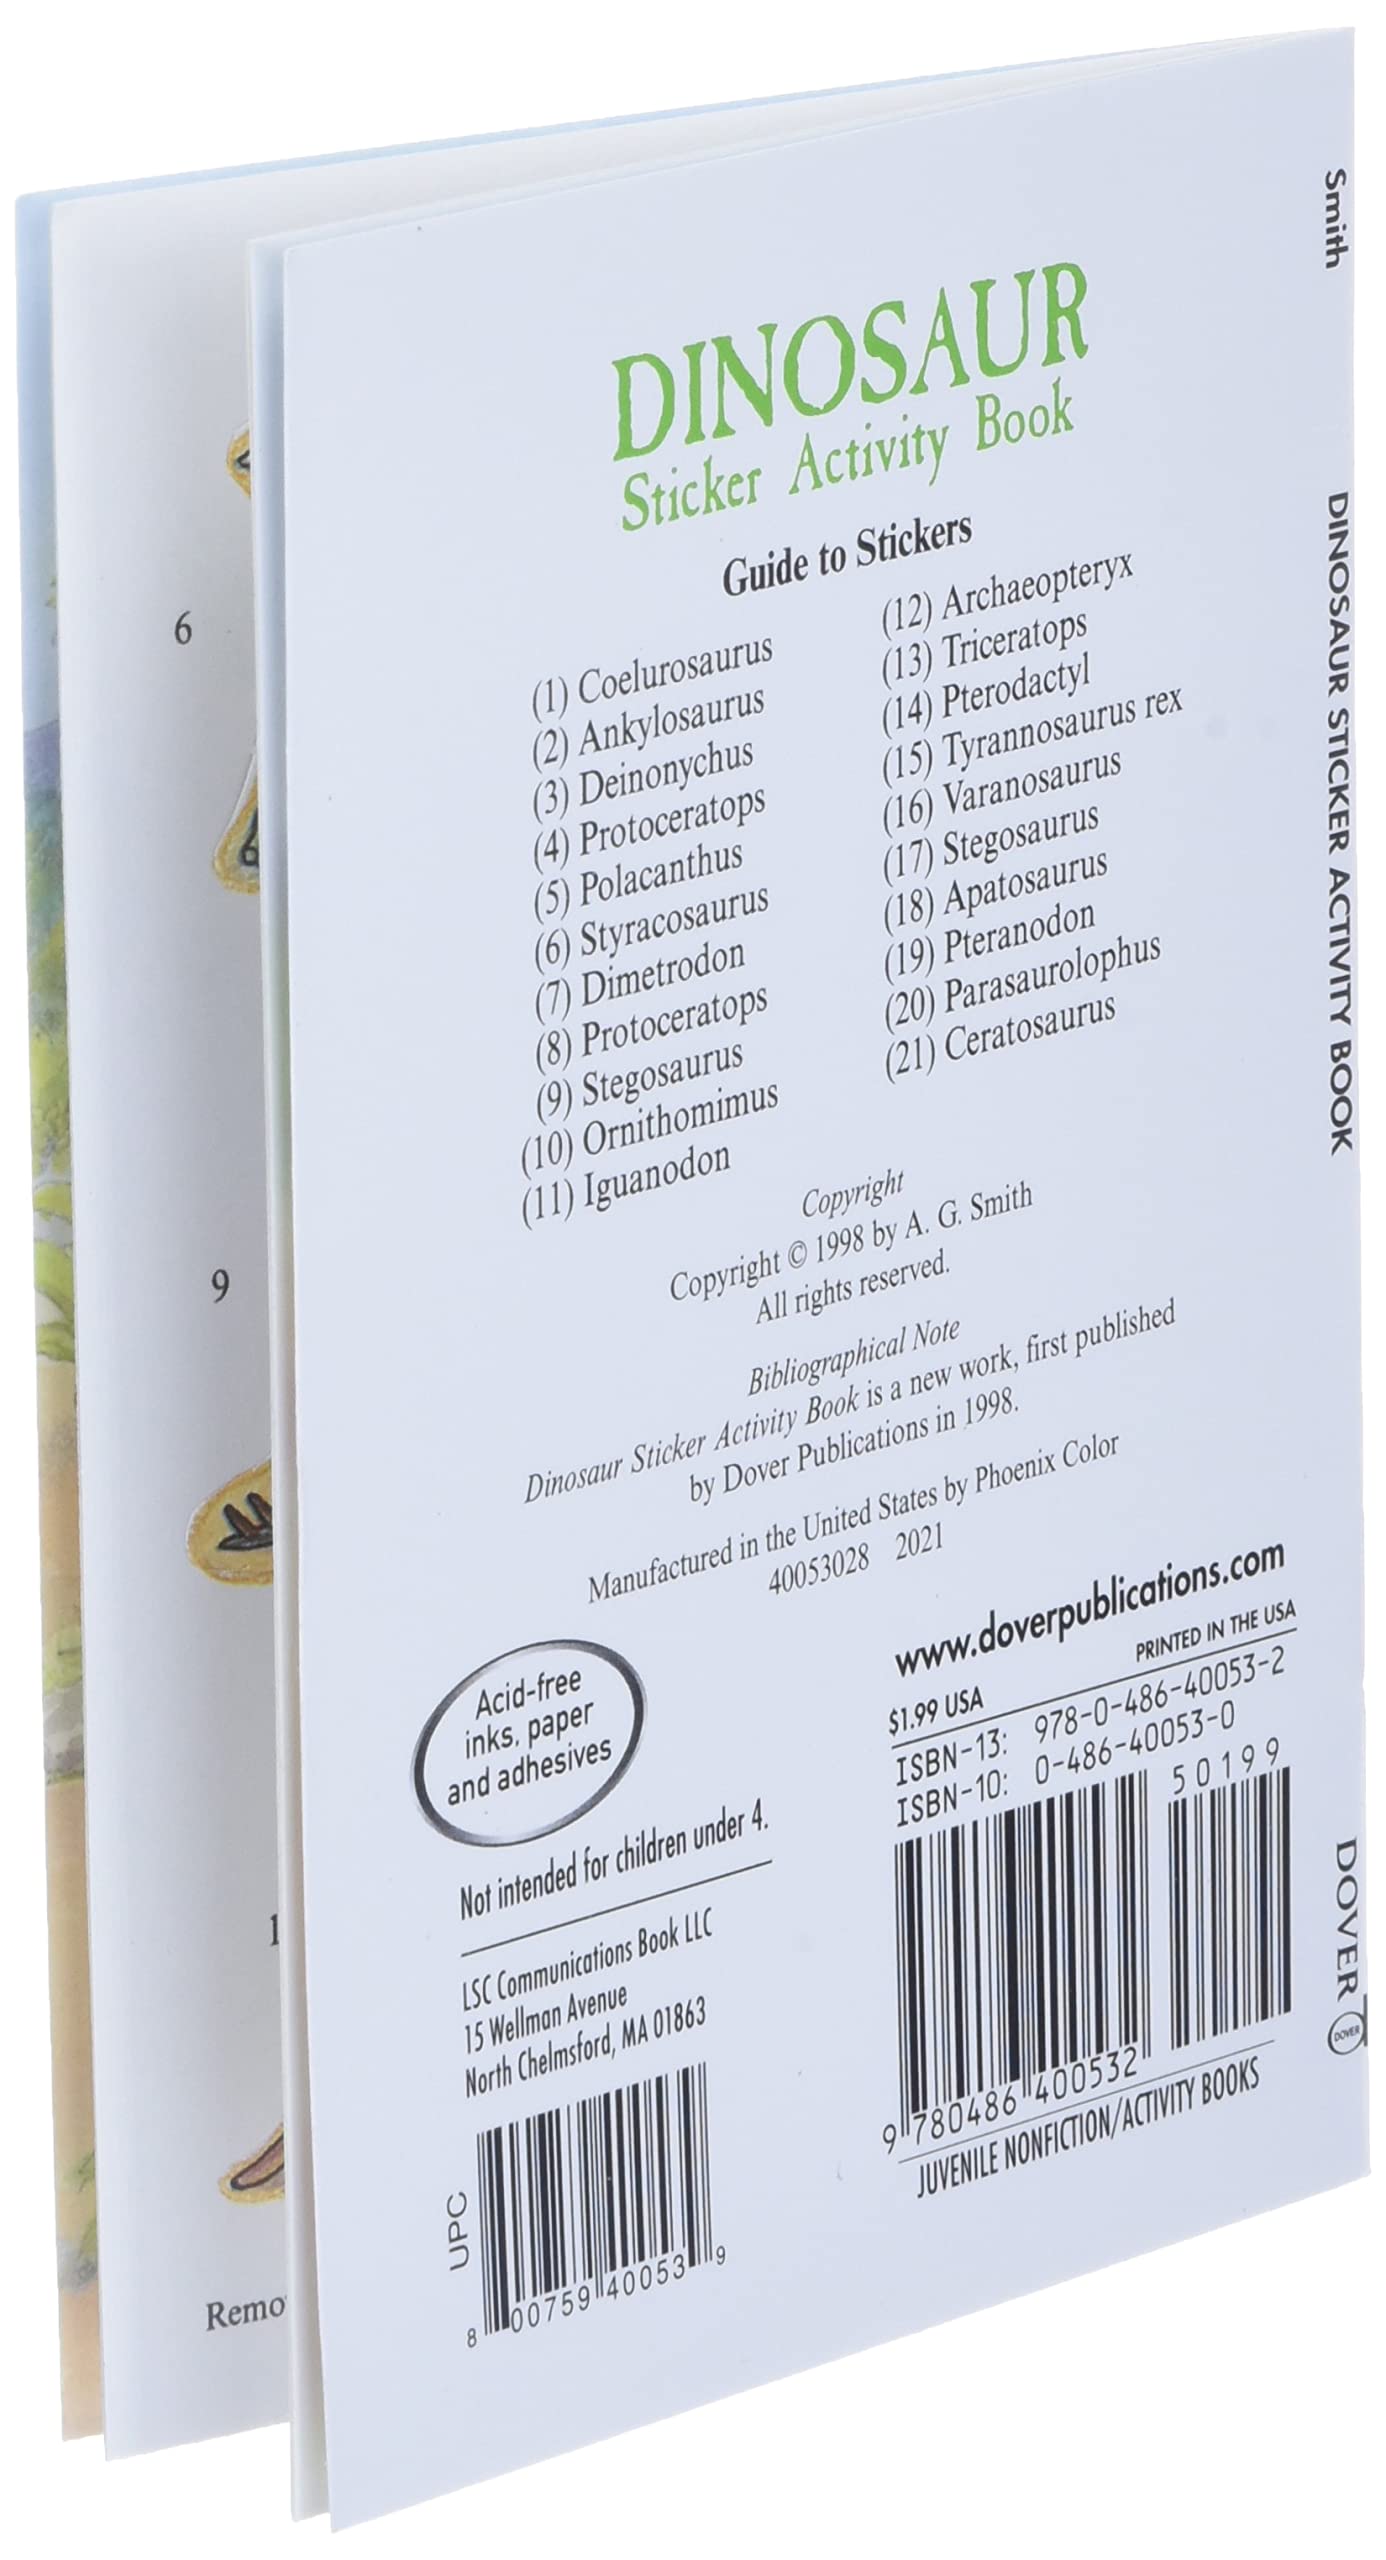 Smith
DINOSAUR STICKER ACTIVITY BOOK
DOVER
DOVER
DINOSAUR
Sticker Activity Book
Guide to Stickers
(1) Coelurosaurus
(2) Ankylosaurus
(3) Deinonychus
(4) Protoceratops
(5) Polacanthus
(6) Styracosaurus
(7) Dimetrodon
(8) Protoceratops
(9) Stegosaurus
(10) Ornithomimus
(11) Iguanodon
(12) Archaeopteryx
(13) Triceratops
(14) Pterodactyl
(15) Tyrannosaurus rex
(16) Varanosaurus
(17) Stegosaurus
(18) Apatosaurus
(19) Pteranodon
(20) Parasaurolophus
(21) Ceratosaurus
Copyright
Copyright © 1998 by A. G. Smith
All rights reserved.
Bibliographical Note
Dinosaur Sticker Activity Book is a new work, first published
by Dover Publications in 1998.
Manufactured in the United States by Phoenix Color
40053028 2021
www.doverpublications.com
PRINTED IN THE USA
$1.99 USA
ISBN-13: 978-0-486-40053-2
ISBN-10: 0-486-40053-0
50199
9 780486 400532
JUVENILE NONFICTION/ACTIVITY BOOKS
Acid-free
inks, paper
and adhesives
Not intended for children under 4.
LSC Communications Book LLC
15 Wellman Avenue
North Chelmsford, MA 01863
UPC
8 00759 40053 9
6
6
9
1
Remo